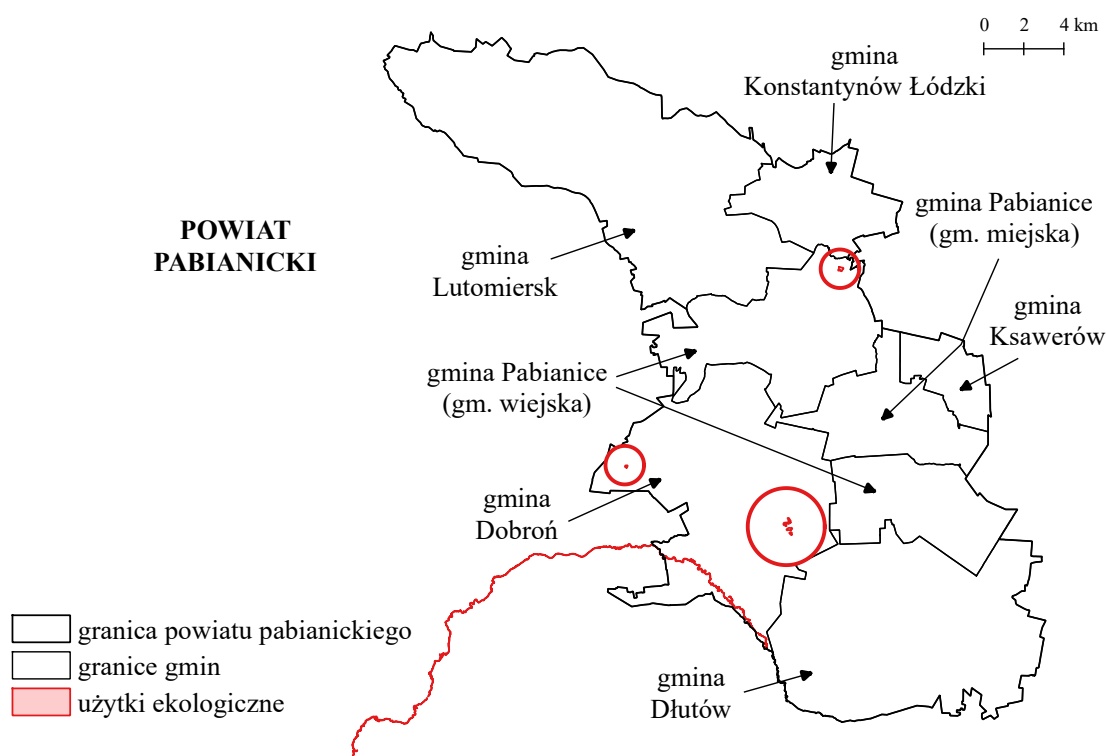 0 2 4 km
gmina
Konstantynów Łódzki
gmina Pabianice
(gm. miejska)
POWIAT
PABIANICKI
gmina
Lutomiersk
gmina
Ksawerów
gmina Pabianice
(gm. wiejska)
gmina
Dobroń
granica powiatu pabianickiego
granice gmin
użytki ekologiczne
gmina
Dłutów